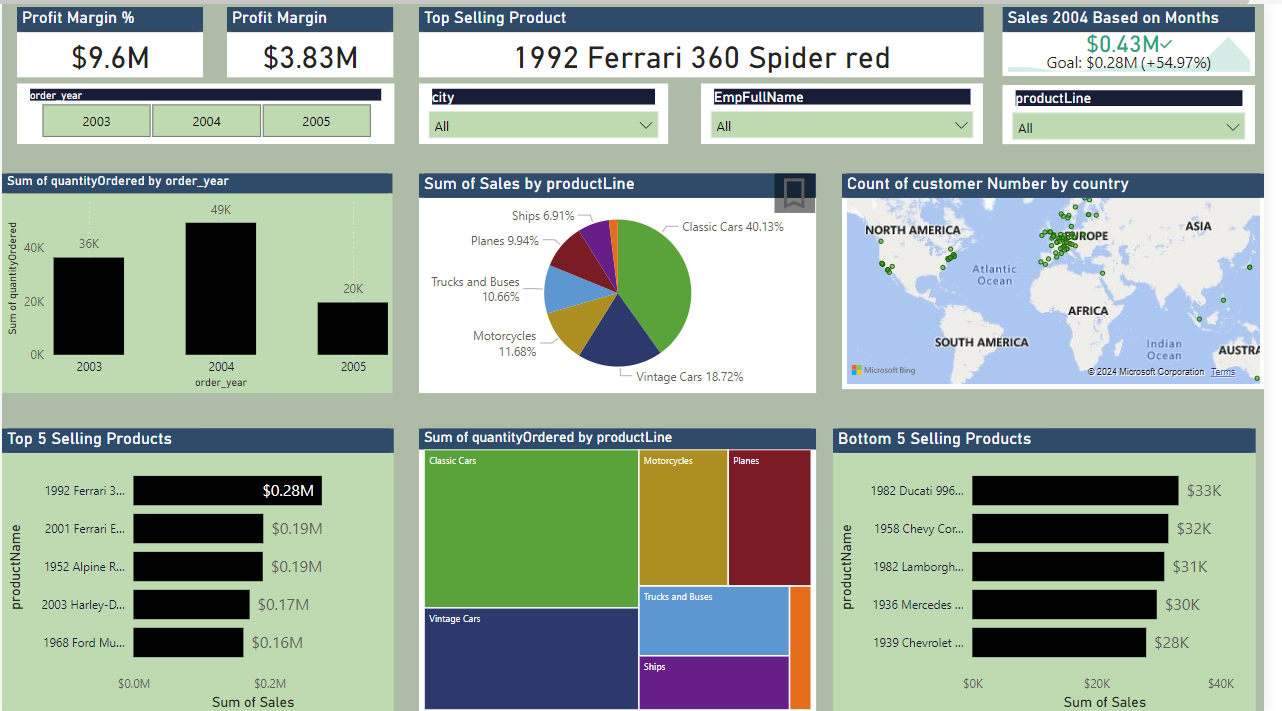 Profit Margin %
$9.6M
Profit Margin
$3.83M
Top Selling Product
1992 Ferrari 360 Spider red
Sales 2004 Based on Months
$0.43M
Goal: $0.28M (+54.97%)
order_year
2003
2004
2005
city
All
EmpFullName
All
productLine
All
Sum of quantityOrdered by order_year
Sum of quantityOrdered
40K
20K
0K
36K
49K
20K
2003
2004
2005
order_year
Sum of Sales by productLine
Ships 6.91%
Planes 9.94%
Trucks and Buses
10.66%
Motorcycles
11.68%
Classic Cars 40.13%
Vintage Cars 18.72%
Count of customer Number by country
NORTH AMERICA
EUROPE
ASIA
Atlantic
Ocean
AFRICA
SOUTH AMERICA
Indian
Ocean
AUSTRA
Microsoft Bing
© 2024 Microsoft Corporation
Terms
Top 5 Selling Products
productName
1992 Ferrari 3...
$0.28M
2001 Ferrari E...
$0.19M
1952 Alpine R...
$0.19M
2003 Harley-D...
$0.17M
1968 Ford Mu...
$0.16M
$0.0M
$0.2M
Sum of Sales
Sum of quantityOrdered by productLine
Classic Cars
Vintage Cars
Motorcycles
Planes
Trucks and Buses
Ships
Bottom 5 Selling Products
productName
1982 Ducati 996...
$33K
1958 Chevy Cor...
$32K
1982 Lamborgh...
$31K
1936 Mercedes ...
$30K
1939 Chevrolet ...
$28K
$0K
$20K
$40K
Sum of Sales